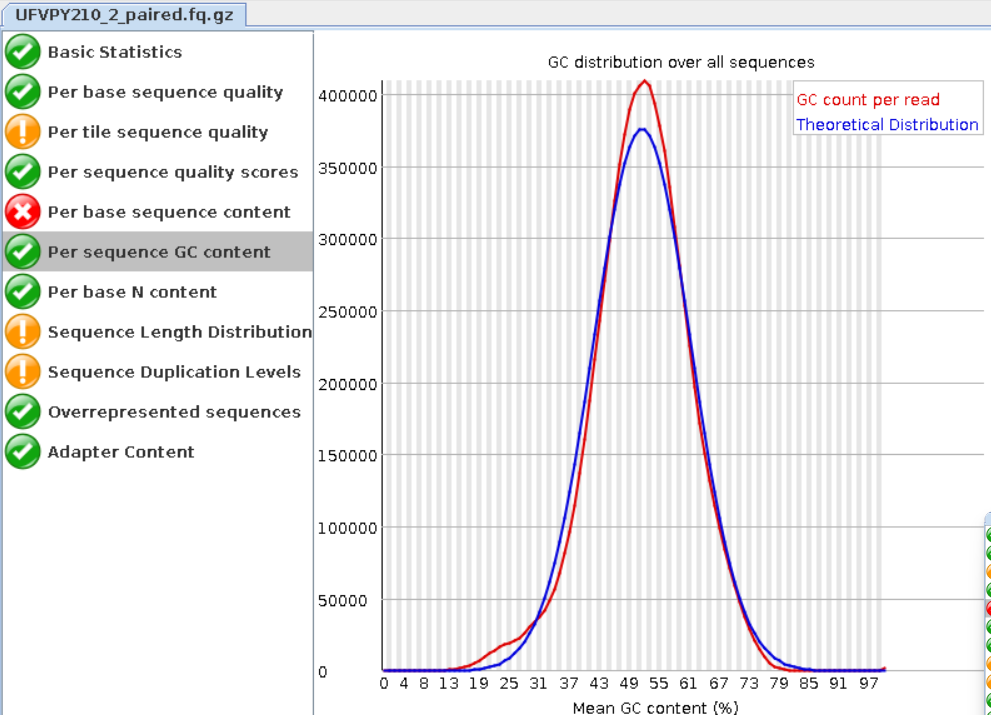 UFVPY210_2_paired.fq.gz
Basic Statistics
Per base sequence quality
Per tile sequence quality
Per sequence quality scores
Per base sequence content
Per sequence GC content
Per base N content
Sequence Length Distribution
Sequence Duplication Levels
Overrepresented sequences
Adapter Content
GC distribution over all sequences
GC count per read
Theoretical Distribution
400000
350000
300000
250000
200000
150000
100000
50000
0
0 4 8 13 19 25 31 37 43 49 55 61 67 73 79 85 91 97
Mean GC content (%)